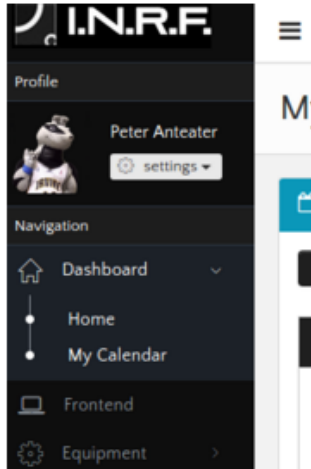 I.N.R.F.
Profile
Peter Anteater
settings
Navigation
Dashboard
Home
My Calendar
Frontend
Equipment